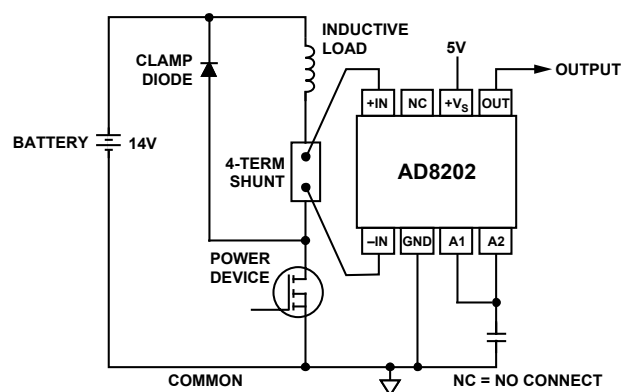 INDUCTIVE
LOAD
CLAMP
DIODE
5V
OUTPUT
+IN NC +VS OUT
BATTERY 14V
4-TERM
SHUNT
AD8202
–IN GND A1 A2
POWER
DEVICE
COMMON
NC = NO CONNECT